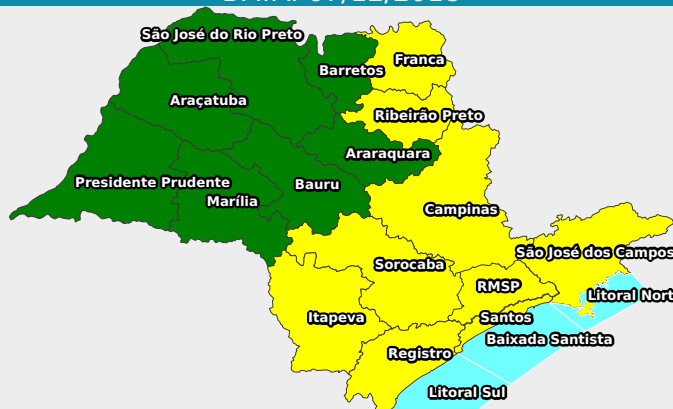 São José do Rio Preto
Franca
Barretos
Araçatuba
Ribeirão Preto
Araraquara
Presidente Prudente
Bauru
Marília
Campinas
São José dos Campos
Sorocaba
RMSP
Litoral Nort
Itapeva
Santos
Baixada Santista
Registro
Litoral Sul